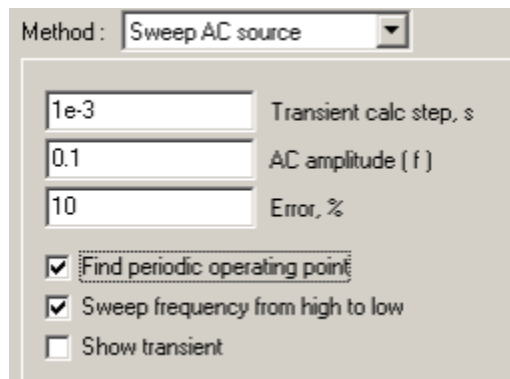 Method : Sweep AC source
1e-3 Transient calc step, s
0.1 AC amplitude ( f )
10 Error, %
Find periodic operating point
Sweep frequency from high to low
Show transient